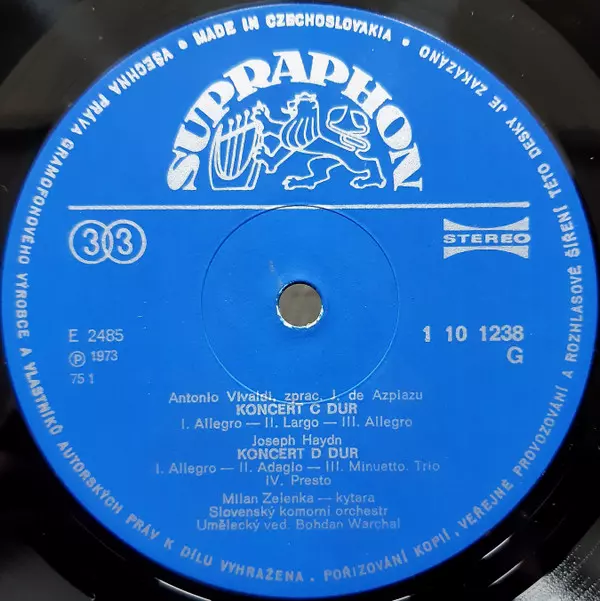 VŠECHNA PRÁVA GRAMOFONOVÉHO VÝROBCE A VLASTNÍKŮ AUTORSKÝCH PRÁV K DÍLU VYHRAŽENA. POŘIZOVÁNÍ KOPIÍ, VEŘEJNÉ PROVOZOVÁNÍ A ROZHLASOVÉ ŠÍŘENÍ TÉTO DESKY JE ZAKÁZÁNO
• MADE IN CZECHOSLOVAKIA •
SUPRAPHON
33
STEREO
E 2485
1 10 1238
Ⓟ 1973
G
75 1
Antonio Vivaldi, zprac. J. de Azpiazu
KONCERT C DUR
I. Allegro — II. Largo — III. Allegro
Joseph Haydn
KONCERT D DUR
I. Allegro — II. Adagio — III. Minuetto. Trio
IV. Presto
Milan Zelenka — kytara
Slovenský komorní orchestr
Umělecký ved. Bohdan Warchal